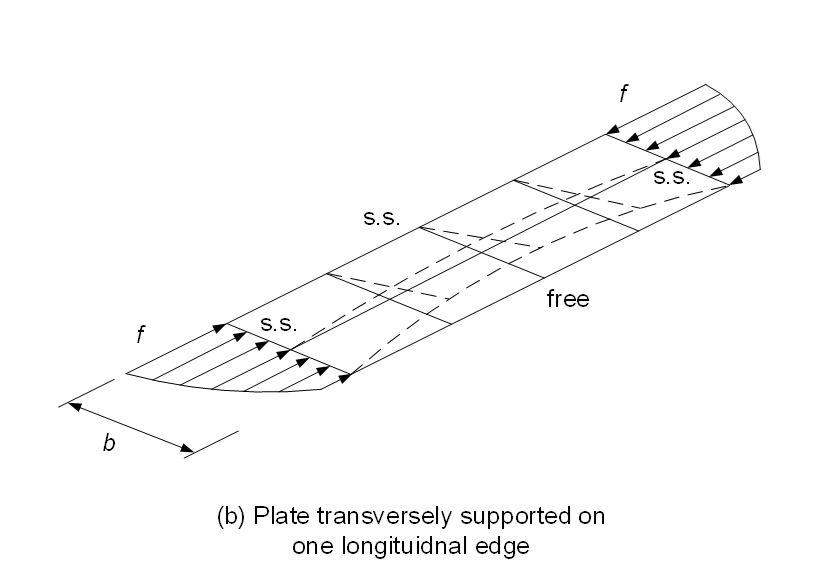 f
s.s.
s.s.
free
s.s.
f
b
(b) Plate transversely supported on
one longituidnal edge